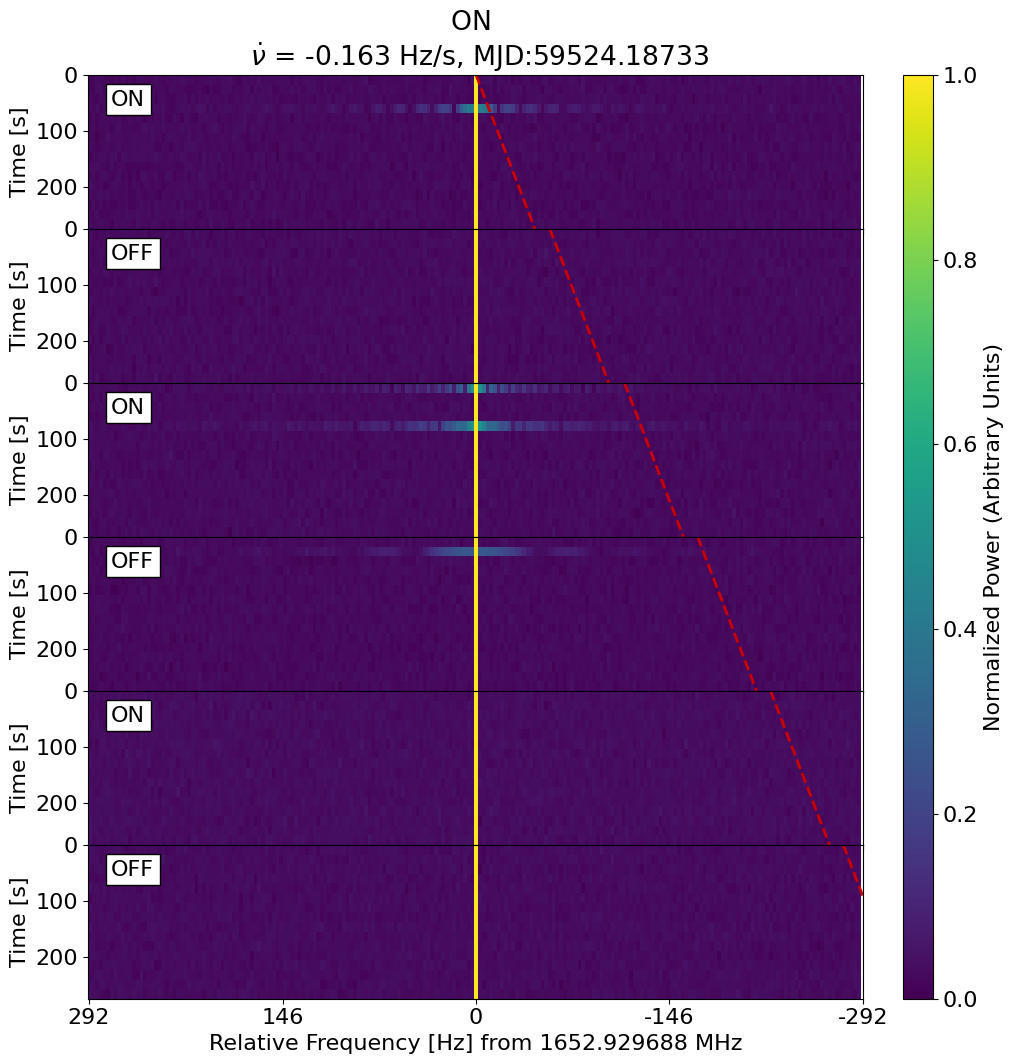 ON
ν̇ = -0.163 Hz/s, MJD:59524.18733
0
100
200
Time [s]
ON
0
100
200
Time [s]
OFF
0
100
200
Time [s]
ON
0
100
200
Time [s]
OFF
0
100
200
Time [s]
ON
0
100
200
Time [s]
OFF
292 146 0 -146 -292
Relative Frequency [Hz] from 1652.929688 MHz
1.0
0.8
0.6
0.4
0.2
0.0
Normalized Power (Arbitrary Units)